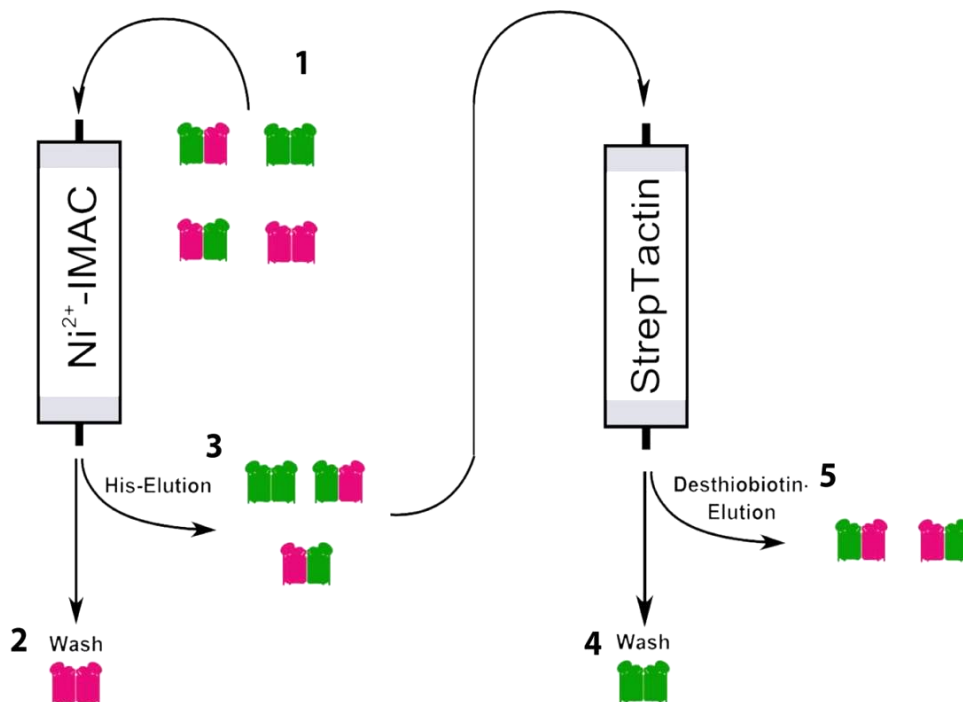 1
Ni2+-IMAC
StrepTactin
3
His-Elution
5
Desthiobiotin-
Elution
2 Wash
4 Wash